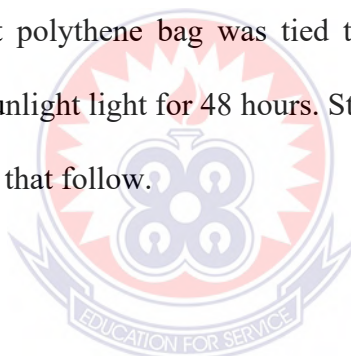 t polythene bag was tied t
unlight light for 48 hours. St
that follow.
EDUCATION FOR SERVICE